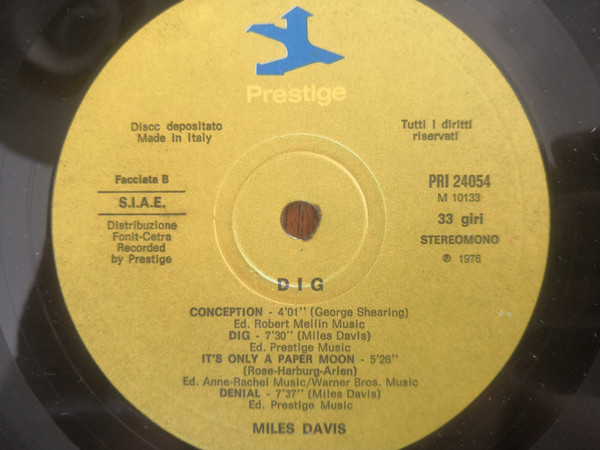 Prestige
Discc depositato
Made in Italy
Tutti i diritti
riservati
Facciata B
S.I.A.E.
Distribuzione
Fonit-Cetra
Recorded
by Prestige
PRI 24054
M 10133
33 giri
STEREOMONO
℗ 1976
DIG
CONCEPTION - 4'01" (George Shearing)
Ed. Robert Mellin Music
DIG - 7'30" (Miles Davis)
Ed. Prestige Music
IT'S ONLY A PAPER MOON - 5'26"
(Rose-Harburg-Arlen)
Ed. Anne-Rachel Music/Warner Bros. Music
DENIAL - 7'37" (Miles Davis)
Ed. Prestige Music
MILES DAVIS